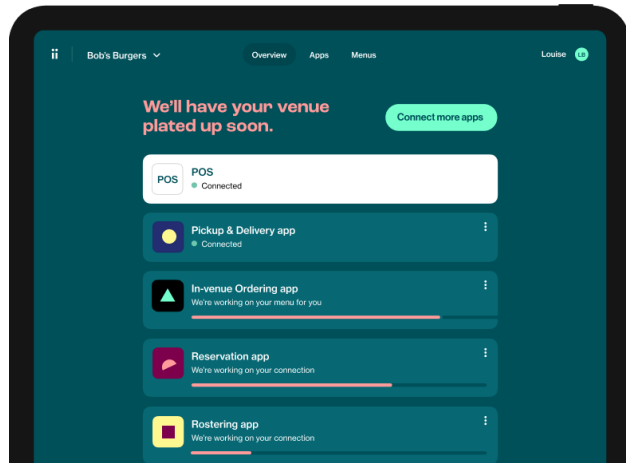 ii
Bob's Burgers
Overview
Apps
Menus
Louise
LB
We'll have your venue
plated up soon.
Connect more apps
POS
POS
Connected
Pickup & Delivery app
Connected
In-venue Ordering app
We're working on your menu for you
Reservation app
We're working on your connection
Rostering app
We're working on your connection